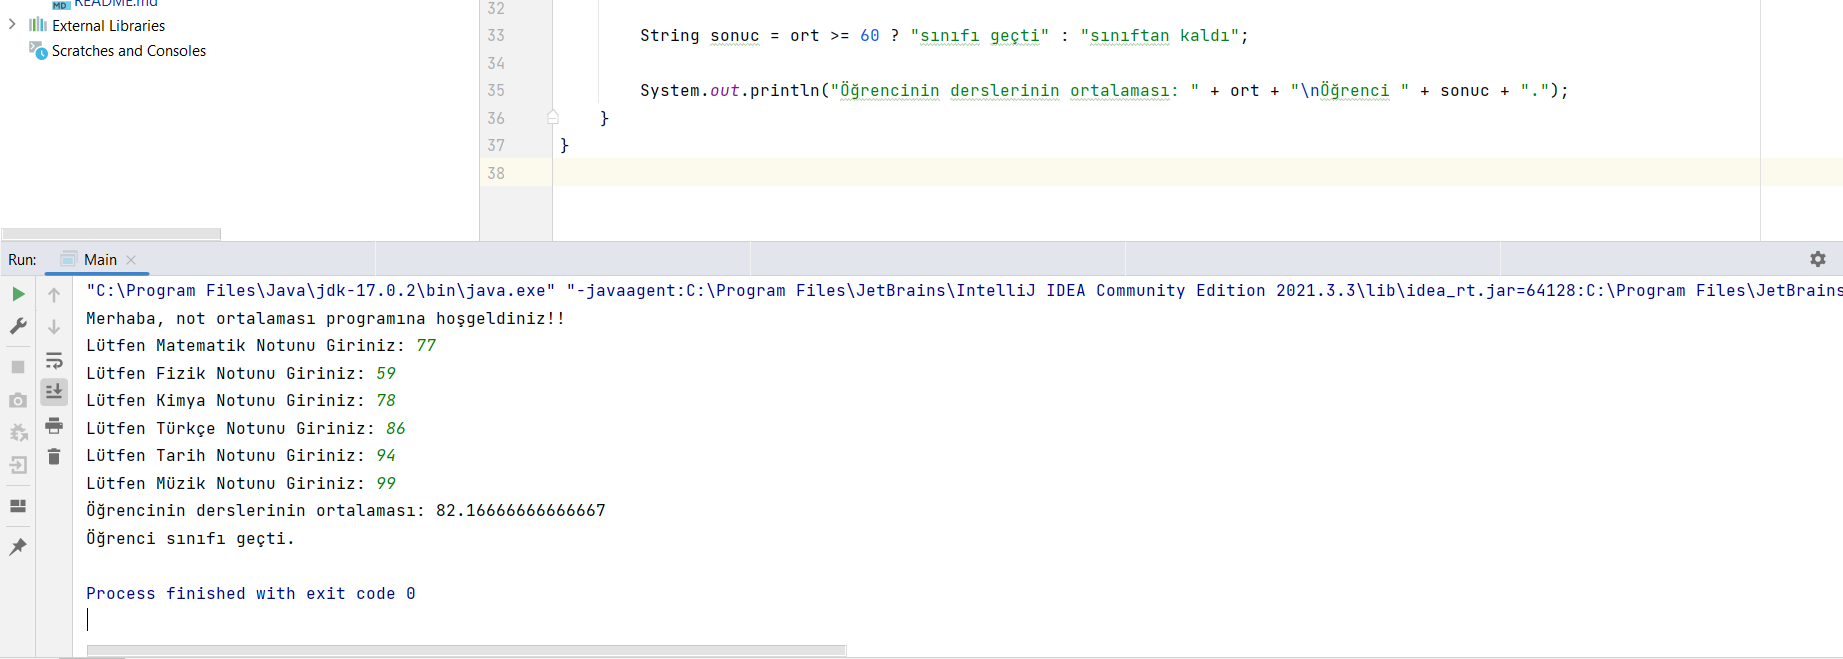 README.md
External Libraries
Scratches and Consoles
32
33 String sonuc = ort >= 60 ? "sınıfı geçti" : "sınıftan kaldı";
34
35 System.out.println("Öğrencinin derslerinin ortalaması: " + ort + "\nÖğrenci " + sonuc + ".");
36 }
37 }
38
Run: Main
"C:\Program Files\Java\jdk-17.0.2\bin\java.exe" "-javaagent:C:\Program Files\JetBrains\IntelliJ IDEA Community Edition 2021.3.3\lib\idea_rt.jar=64128:C:\Program Files\JetBrains
Merhaba, not ortalaması programına hoşgeldiniz!!
Lütfen Matematik Notunu Giriniz: 77
Lütfen Fizik Notunu Giriniz: 59
Lütfen Kimya Notunu Giriniz: 78
Lütfen Türkçe Notunu Giriniz: 86
Lütfen Tarih Notunu Giriniz: 94
Lütfen Müzik Notunu Giriniz: 99
Öğrencinin derslerinin ortalaması: 82.16666666666667
Öğrenci sınıfı geçti.
Process finished with exit code 0